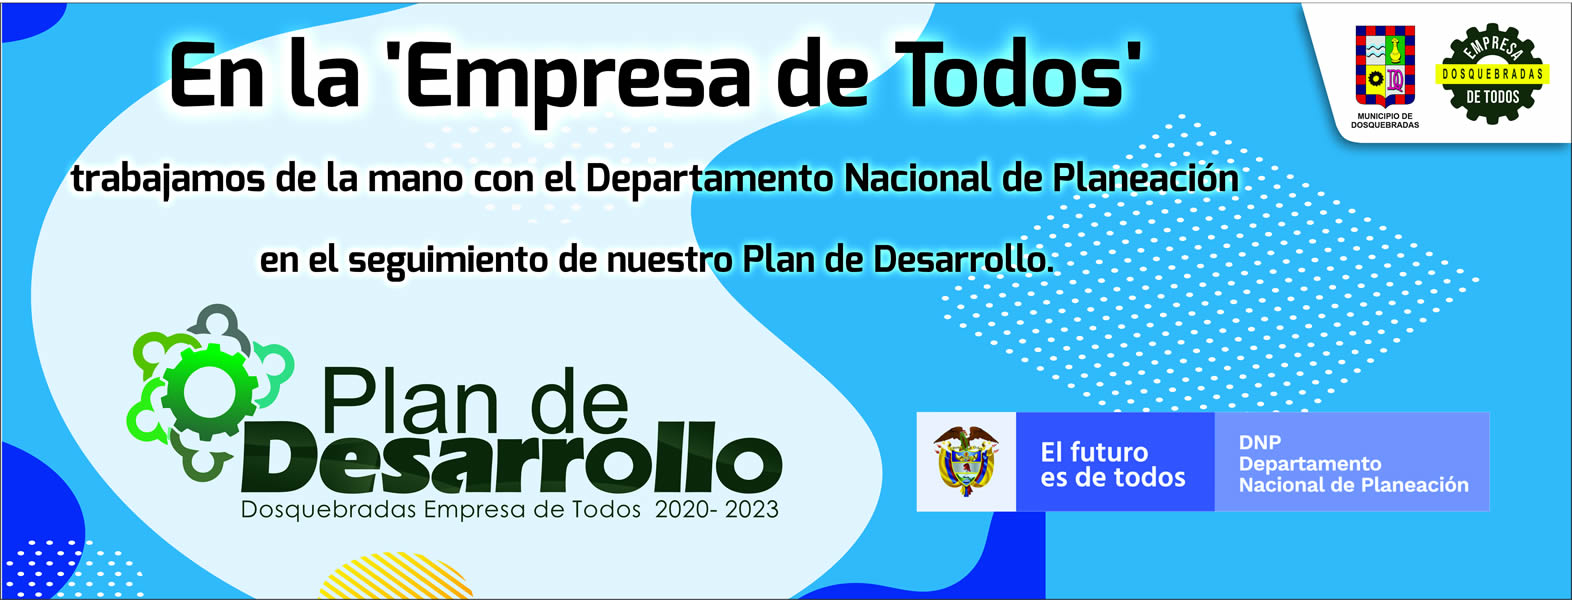 En la 'Empresa de Todos'
trabajamos de la mano con el Departamento Nacional de Planeación
en el seguimiento de nuestro Plan de Desarrollo.
MUNICIPIO DE
DOSQUEBRADAS
EMPRESA
DOSQUEBRADAS
DE TODOS
Plan de
Desarrollo
Dosquebradas Empresa de Todos 2020- 2023
El futuro
es de todos
DNP
Departamento
Nacional de Planeación